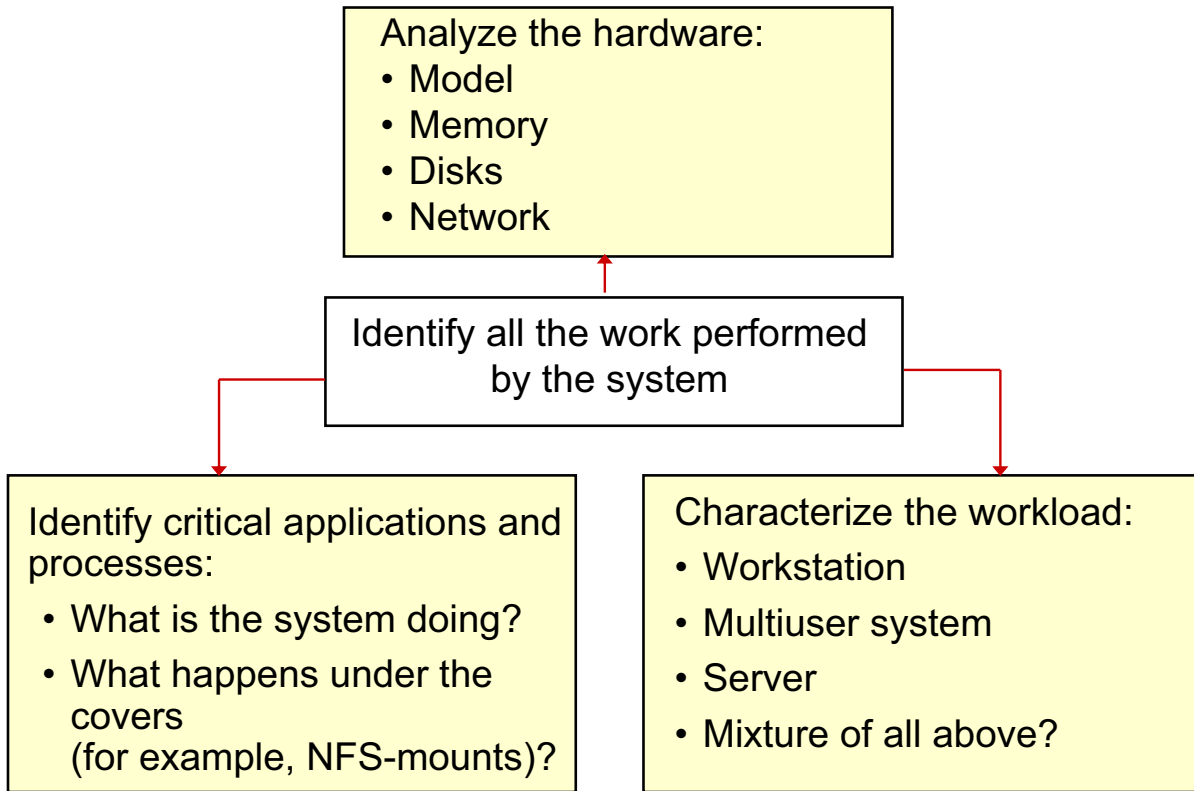 Analyze the hardware:
• Model
• Memory
• Disks
• Network
Identify all the work performed
by the system
Identify critical applications and
processes:
• What is the system doing?
• What happens under the
covers
(for example, NFS-mounts)?
Characterize the workload:
• Workstation
• Multiuser system
• Server
• Mixture of all above?